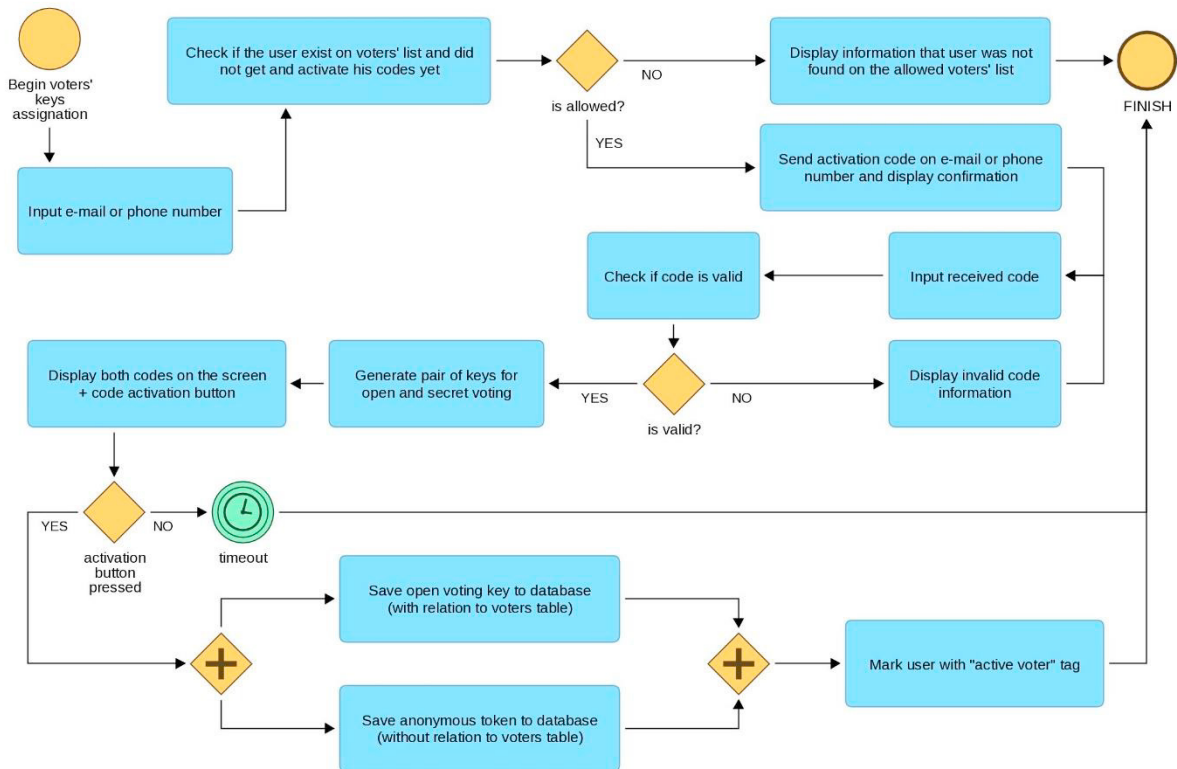 Begin voters'
keys
assignation
Input e-mail or phone number
Check if the user exist on voters' list and did
not get and activate his codes yet
is allowed?
NO
Display information that user was not
found on the allowed voters' list
FINISH
YES
Send activation code on e-mail or phone
number and display confirmation
Input received code
Check if code is valid
is valid?
NO
Display invalid code
information
YES
Generate pair of keys for
open and secret voting
Display both codes on the screen
+ code activation button
activation
button
pressed
NO
timeout
YES
Save open voting key to database
(with relation to voters table)
Save anonymous token to database
(without relation to voters table)
Mark user with "active voter" tag